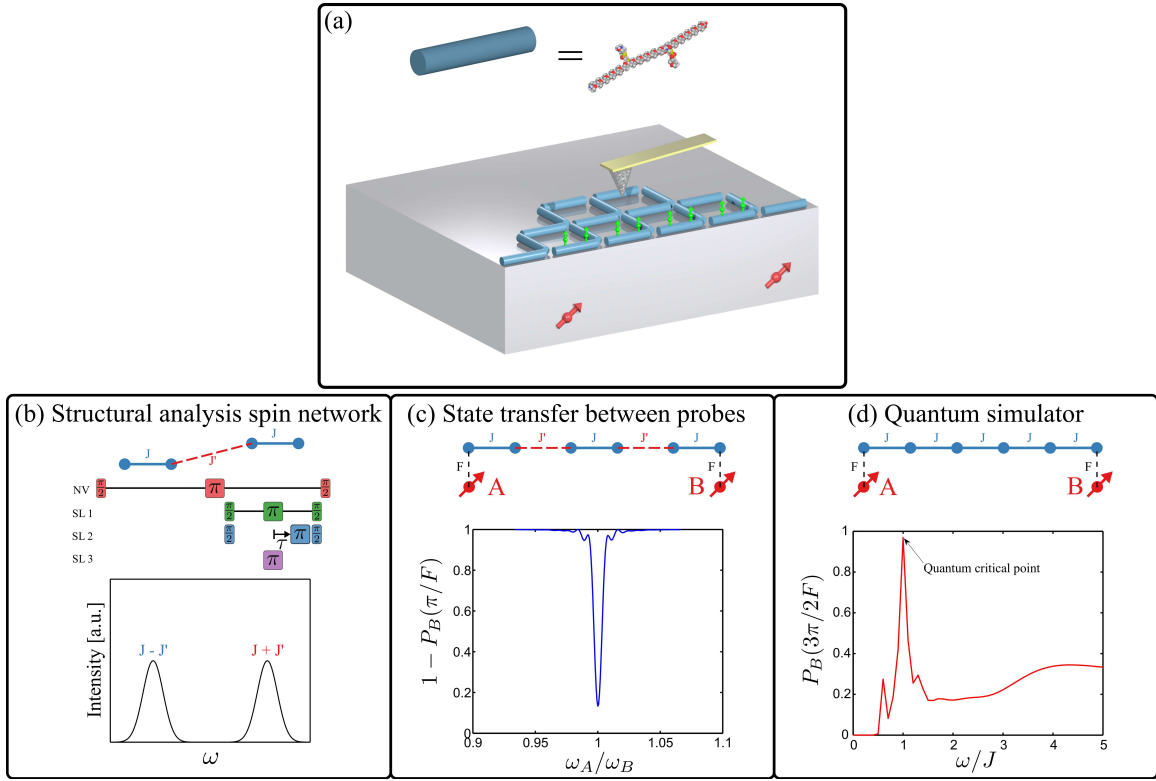 (a)
=
(b) Structural analysis spin network
J
J'
J
NV
π/2
π
π/2
SL 1
π/2
π
π/2
SL 2
π/2
π
π/2
τ
SL 3
π
Intensity [a.u.]
J - J'
J + J'
ω
(c) State transfer between probes
J
J'
J
J'
J
F
F
A
B
1 − P_B(π/F)
1
0.8
0.6
0.4
0.2
0
0.9
0.95
1
1.05
1.1
ω_A/ω_B
(d) Quantum simulator
J
J
J
J
J
F
F
A
B
P_B(3π/2F)
1
0.8
0.6
0.4
0.2
0
Quantum critical point
0
1
2
3
4
5
ω/J